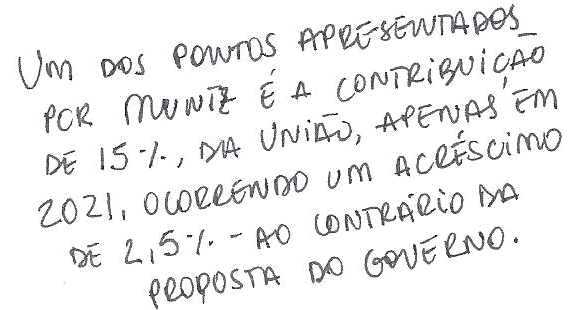 UM DOS PONTOS APRESENTADOS
POR MUNIZ É A CONTRIBUIÇÃO
DE 15%, DA UNIÃO, APENAS EM
2021, OCORRENDO UM ACRÉSCIMO
DE 2,5% - AO CONTRÁRIO DA
PROPOSTA DO GOVERNO.